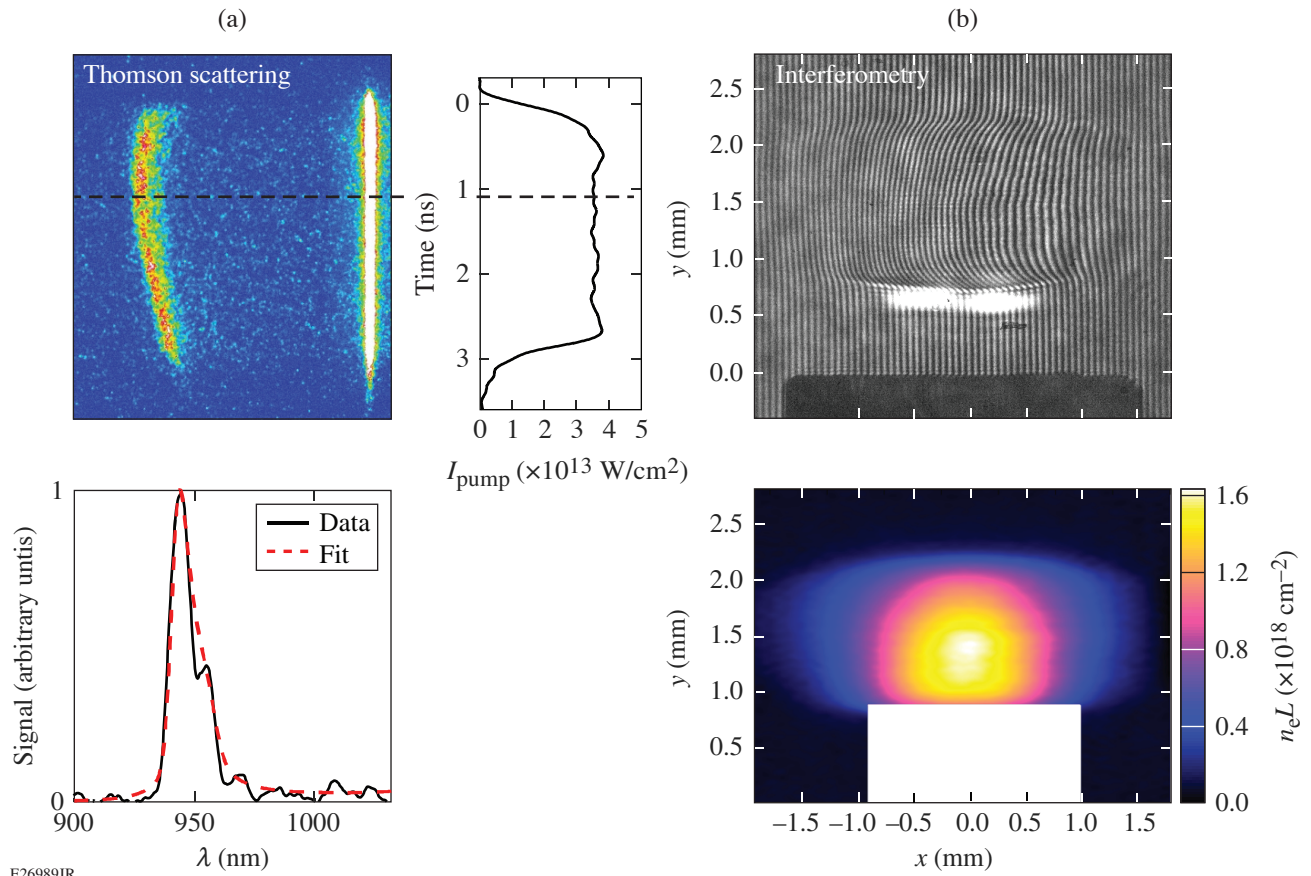 (a)
(b)
Thomson scattering
0
1
2
3
Time (ns)
0 1 2 3 4 5
I_pump (×10^13 W/cm^2)
Interferometry
2.5
2.0
1.5
1.0
0.5
0.0
y (mm)
1
0
Signal (arbitrary untis)
Data
Fit
900 950 1000
λ (nm)
2.5
2.0
1.5
1.0
0.5
y (mm)
–1.5 –1.0 –0.5 0.0 0.5 1.0 1.5
x (mm)
1.6
1.2
0.8
0.4
0.0
n_eL (×10^18 cm^–2)
E26989JR